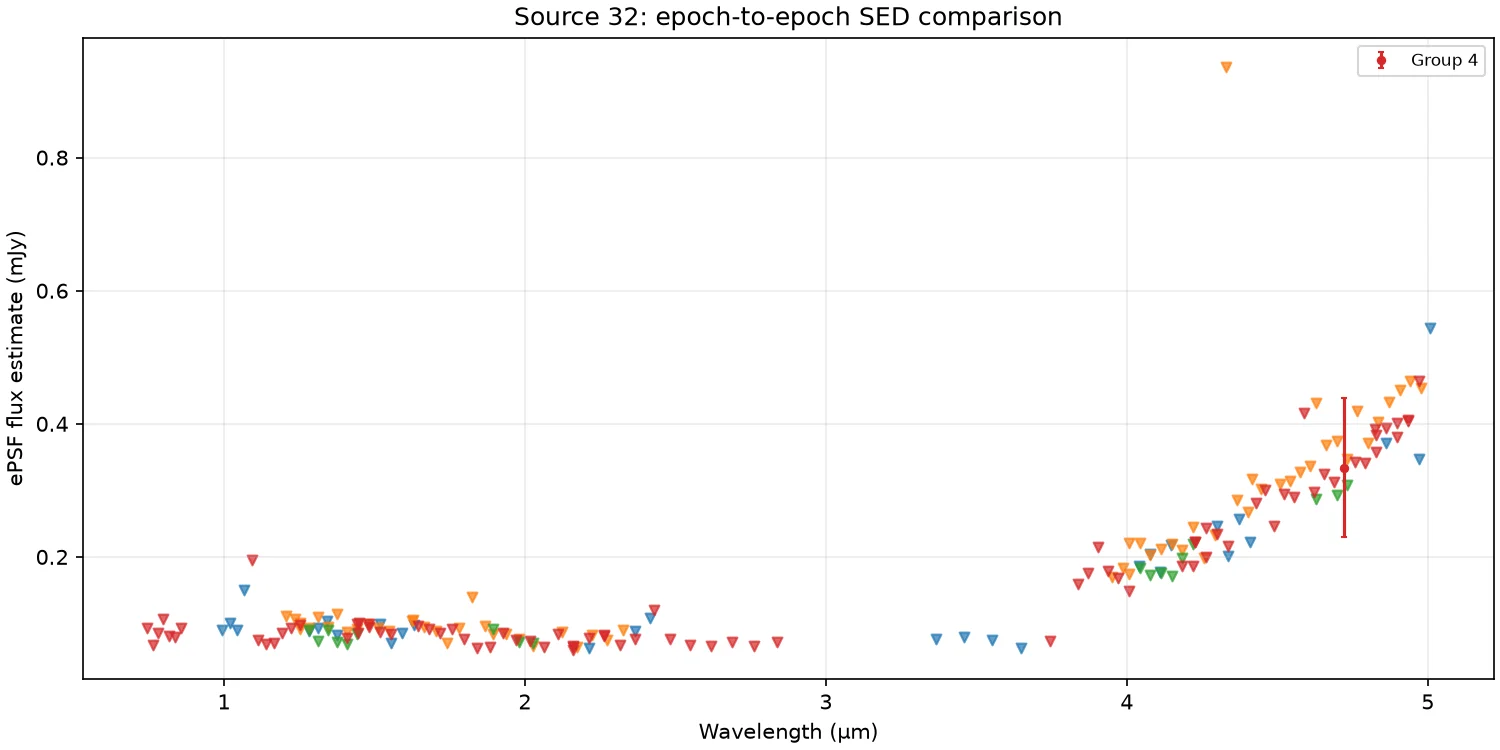 Source 32: epoch-to-epoch SED comparison
Group 4
ePSF flux estimate (mJy)
0.8
0.6
0.4
0.2
1 2 3 4 5
Wavelength (μm)